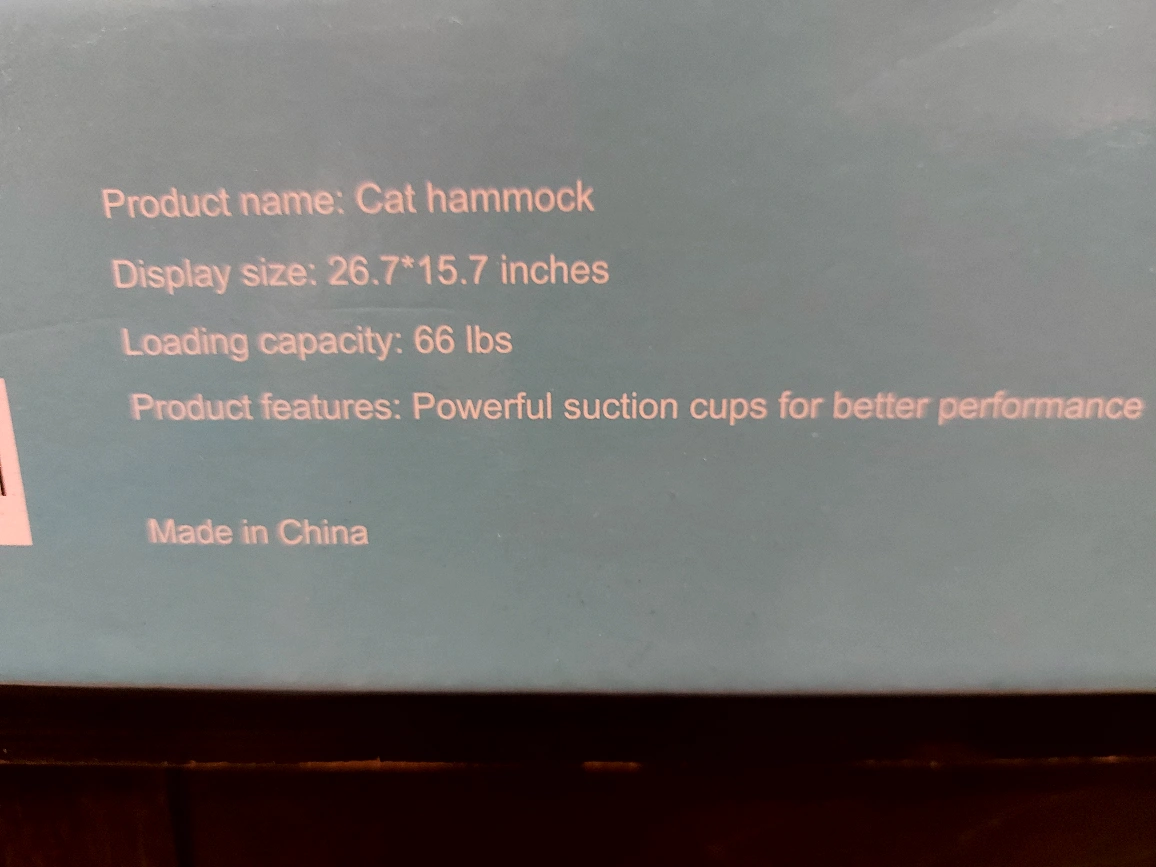 Product name: Cat hammock
Display size: 26.7*15.7 inches
Loading capacity: 66 lbs
Product features: Powerful suction cups for better performance
Made in China